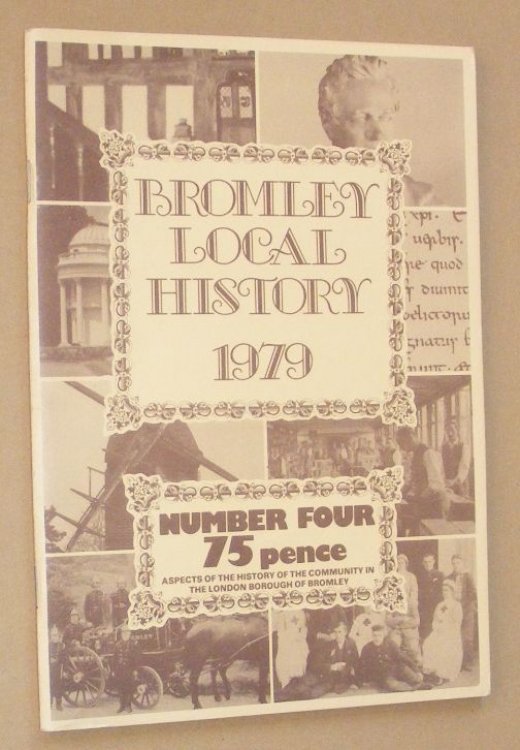 BROMLEY
LOCAL
HISTORY
1979
NUMBER FOUR
75 pence
ASPECTS OF THE HISTORY OF THE COMMUNITY IN
THE LONDON BOROUGH OF BROMLEY
quod